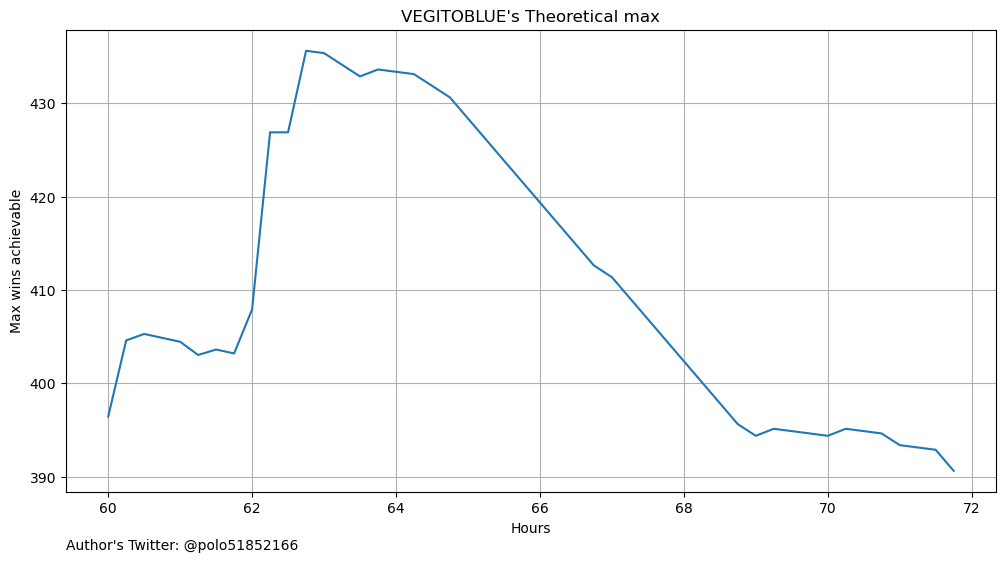 VEGITOBLUE's Theoretical max
Max wins achievable
430
420
410
400
390
60 62 64 66 68 70 72
Hours
Author's Twitter: @polo51852166